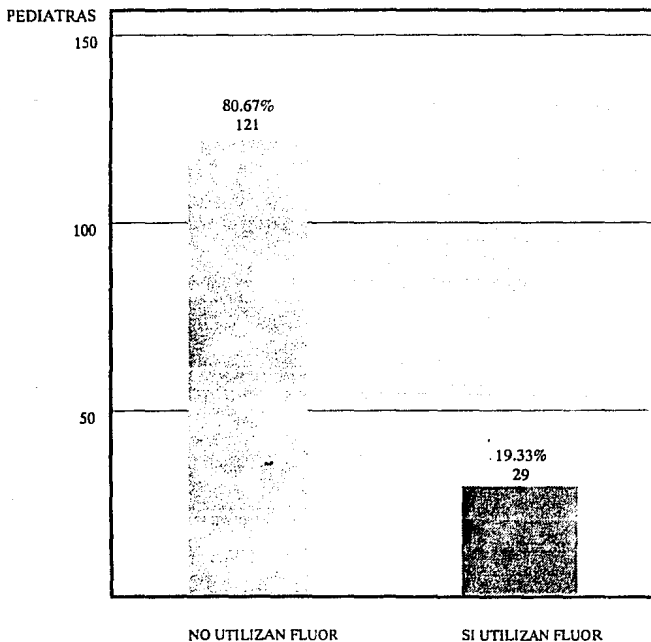 PEDIATRAS
150
80.67%
121
100
50
19.33%
29
NO UTILIZAN FLUOR
SI UTILIZAN FLUOR